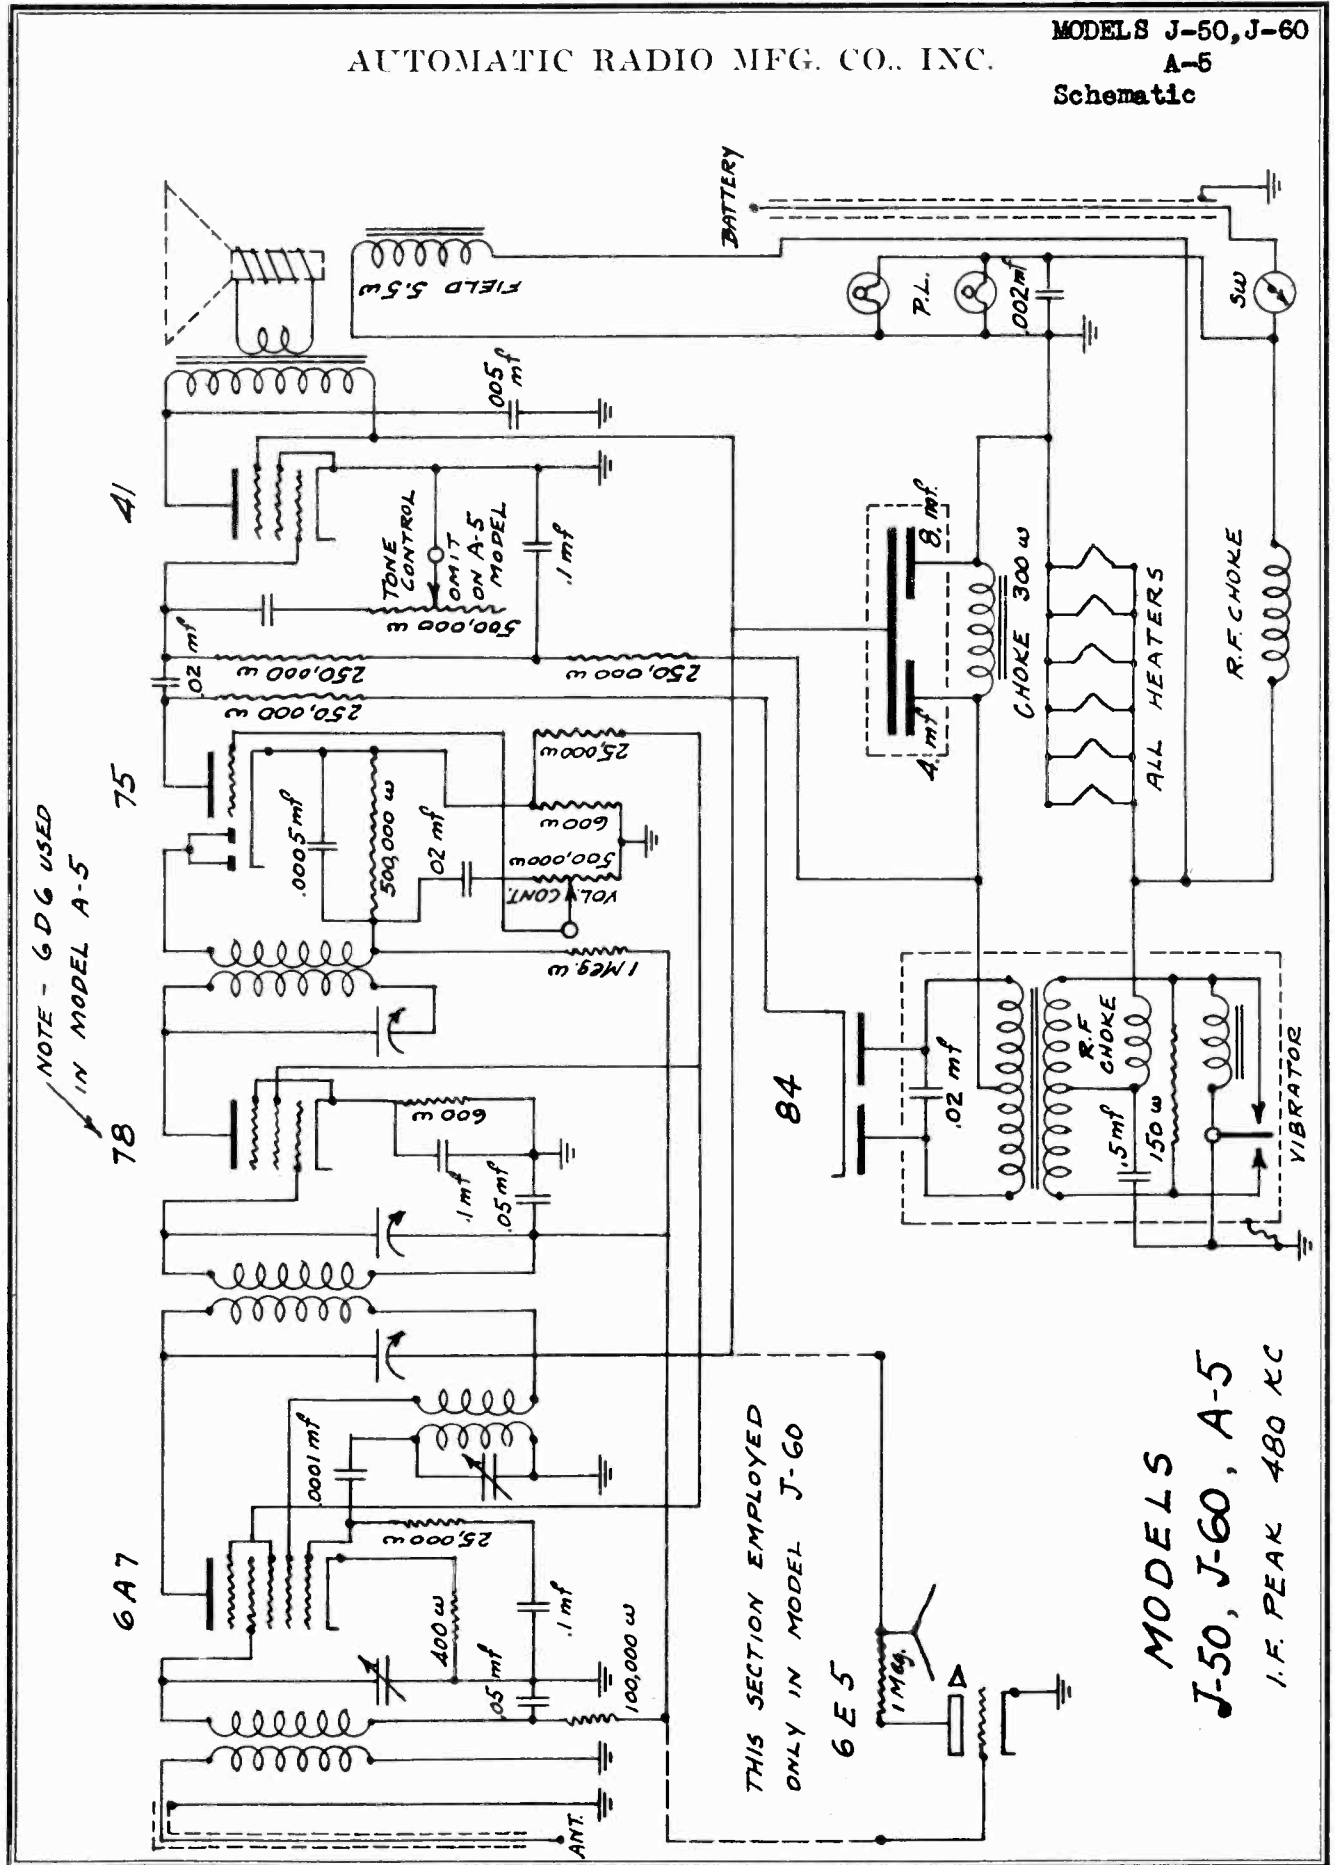 MODELS J-50, J-60
A-5
Schematic
AUTOMATIC RADIO MFG. CO., INC.
NOTE - 6D6 USED
IN MODEL A-5
6A7
78
75
41
FIELD 5.5 ω
BATTERY
P.L.
.002 mf
SW
.005
mf
TONE
CONTROL
OMIT
ON A-5
MODEL
500,000 ω
.1 mf
.02 mf
250,000 ω
250,000 ω
250,000 ω
25,000 ω
.0005 mf
500,000 ω
.02 mf
600 ω
500,000 ω
VOL. CONT.
1 Meg. ω
600 ω
.1 mf
.05 mf
.0001 mf
25,000 ω
400 ω
.1 mf
.05 mf
100,000 ω
ANT.
8. mf.
4. mf
CHOKE 300 ω
ALL HEATERS
R.F. CHOKE
84
.02 mf
R.F
CHOKE
.5 mf
150 ω
VIBRATOR
THIS SECTION EMPLOYED
ONLY IN MODEL J-60
6E5
1 Meg.
MODELS
J-50, J-60, A-5
I.F. PEAK 480 KC